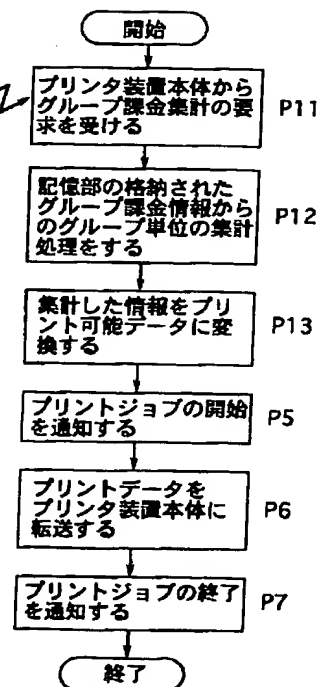 開始
プリンタ装置本体から
グループ課金集計の要
求を受ける
P11
記憶部の格納された
グループ課金情報から
のグループ単位の集計
処理をする
P12
集計した情報をプリ
ント可能データに変
換する
P13
プリントジョブの開始
を通知する
P5
プリントデータを
プリンタ装置本体に
転送する
P6
プリントジョブの終了
を通知する
P7
終了